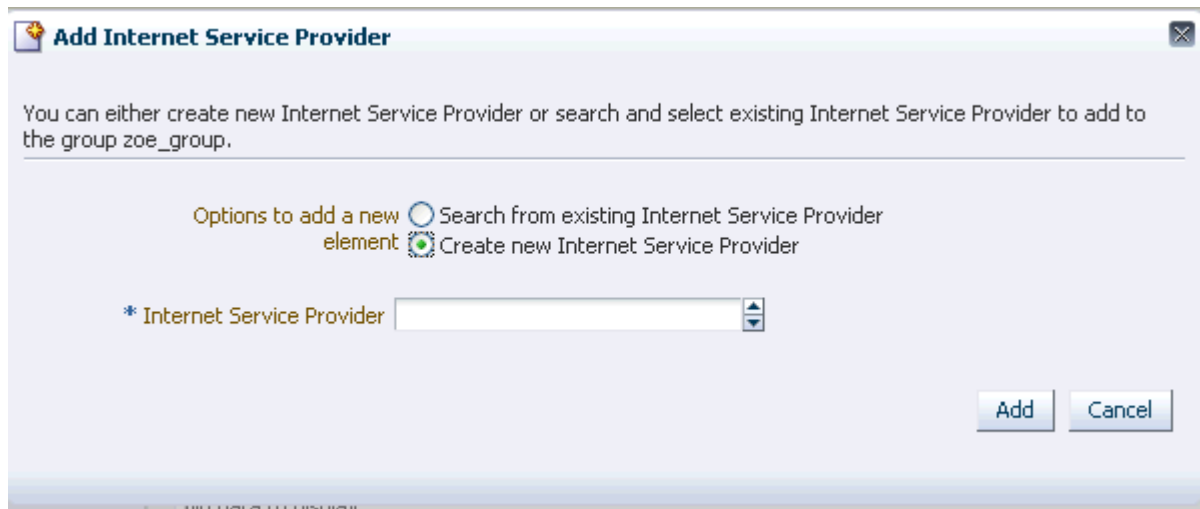 Add Internet Service Provider
You can either create new Internet Service Provider or search and select existing Internet Service Provider to add to
the group zoe_group.
Options to add a new
element
Search from existing Internet Service Provider
Create new Internet Service Provider
* Internet Service Provider
Add
Cancel